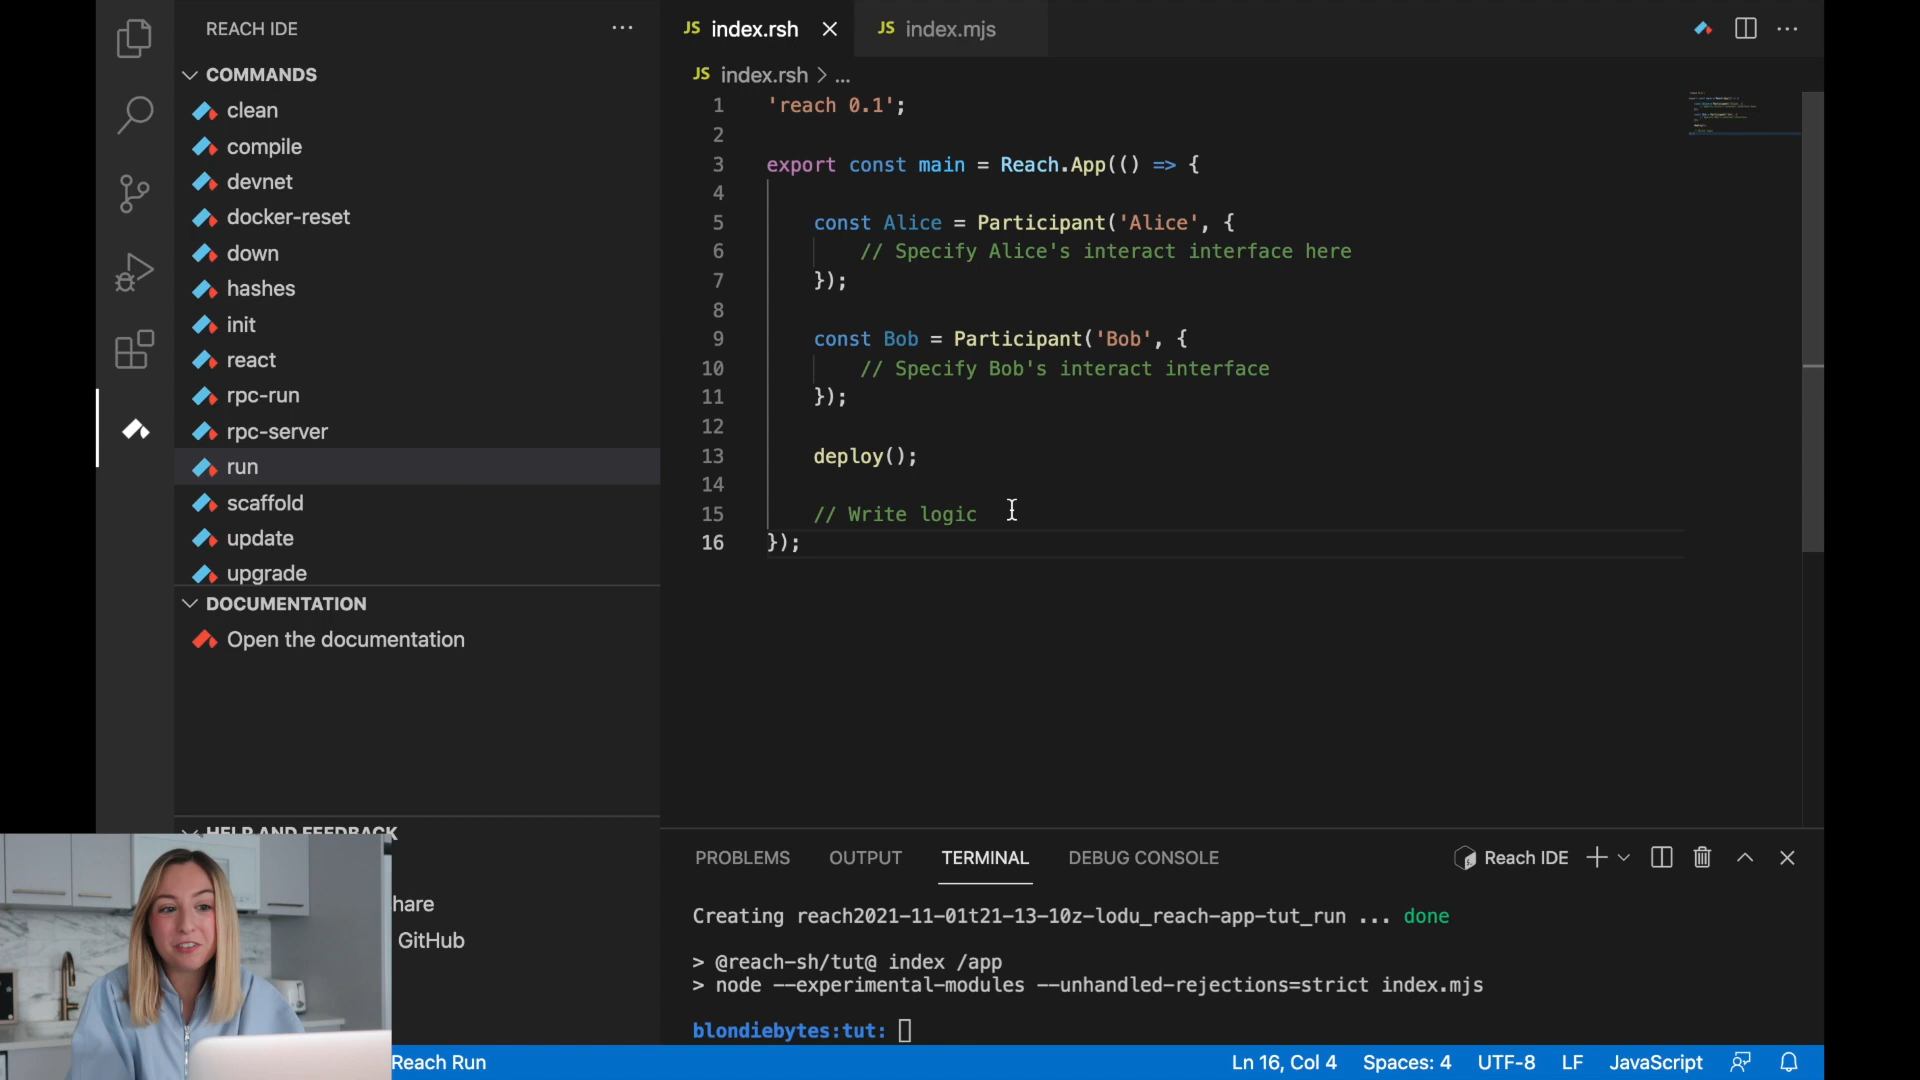 REACH IDE
COMMANDS
clean
compile
devnet
docker-reset
down
hashes
init
react
rpc-run
rpc-server
run
scaffold
update
upgrade
DOCUMENTATION
Open the documentation
HELP AND FEEDBACK
hare
GitHub
JS index.rsh
JS index.mjs
JS index.rsh > ...
1 'reach 0.1';
2
3 export const main = Reach.App(() => {
4
5 const Alice = Participant('Alice', {
6 // Specify Alice's interact interface here
7 });
8
9 const Bob = Participant('Bob', {
10 // Specify Bob's interact interface
11 });
12
13 deploy();
14
15 // Write logic
16 });
PROBLEMS OUTPUT TERMINAL DEBUG CONSOLE Reach IDE
Creating reach2021-11-01t21-13-10z-lodu_reach-app-tut_run ... done
> @reach-sh/tut@ index /app
> node --experimental-modules --unhandled-rejections=strict index.mjs
blondiebytes:tut:
Reach Run Ln 16, Col 4 Spaces: 4 UTF-8 LF JavaScript